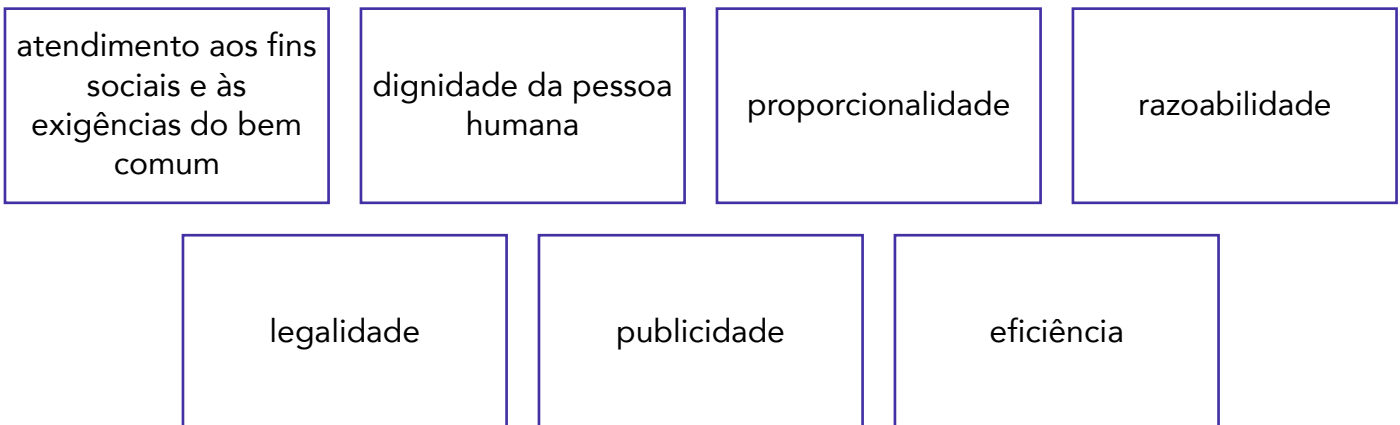 atendimento aos fins
sociais e às
exigências do bem
comum
dignidade da pessoa
humana
proporcionalidade
razoabilidade
legalidade
publicidade
eficiência